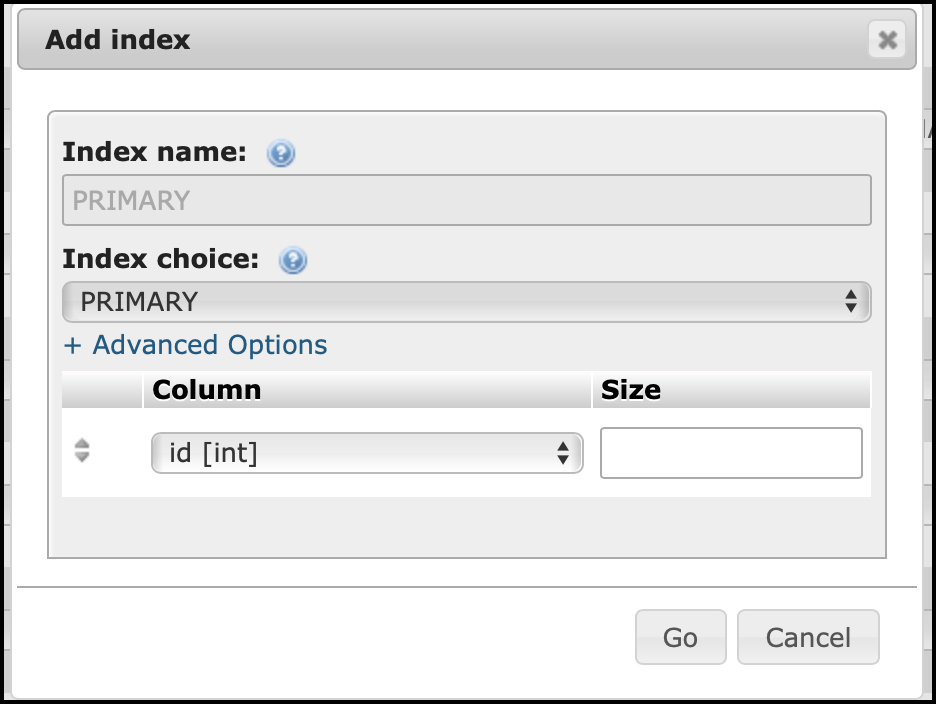 Add index
Index name:
PRIMARY
Index choice:
PRIMARY
+ Advanced Options
Column Size
id [int]
Go Cancel